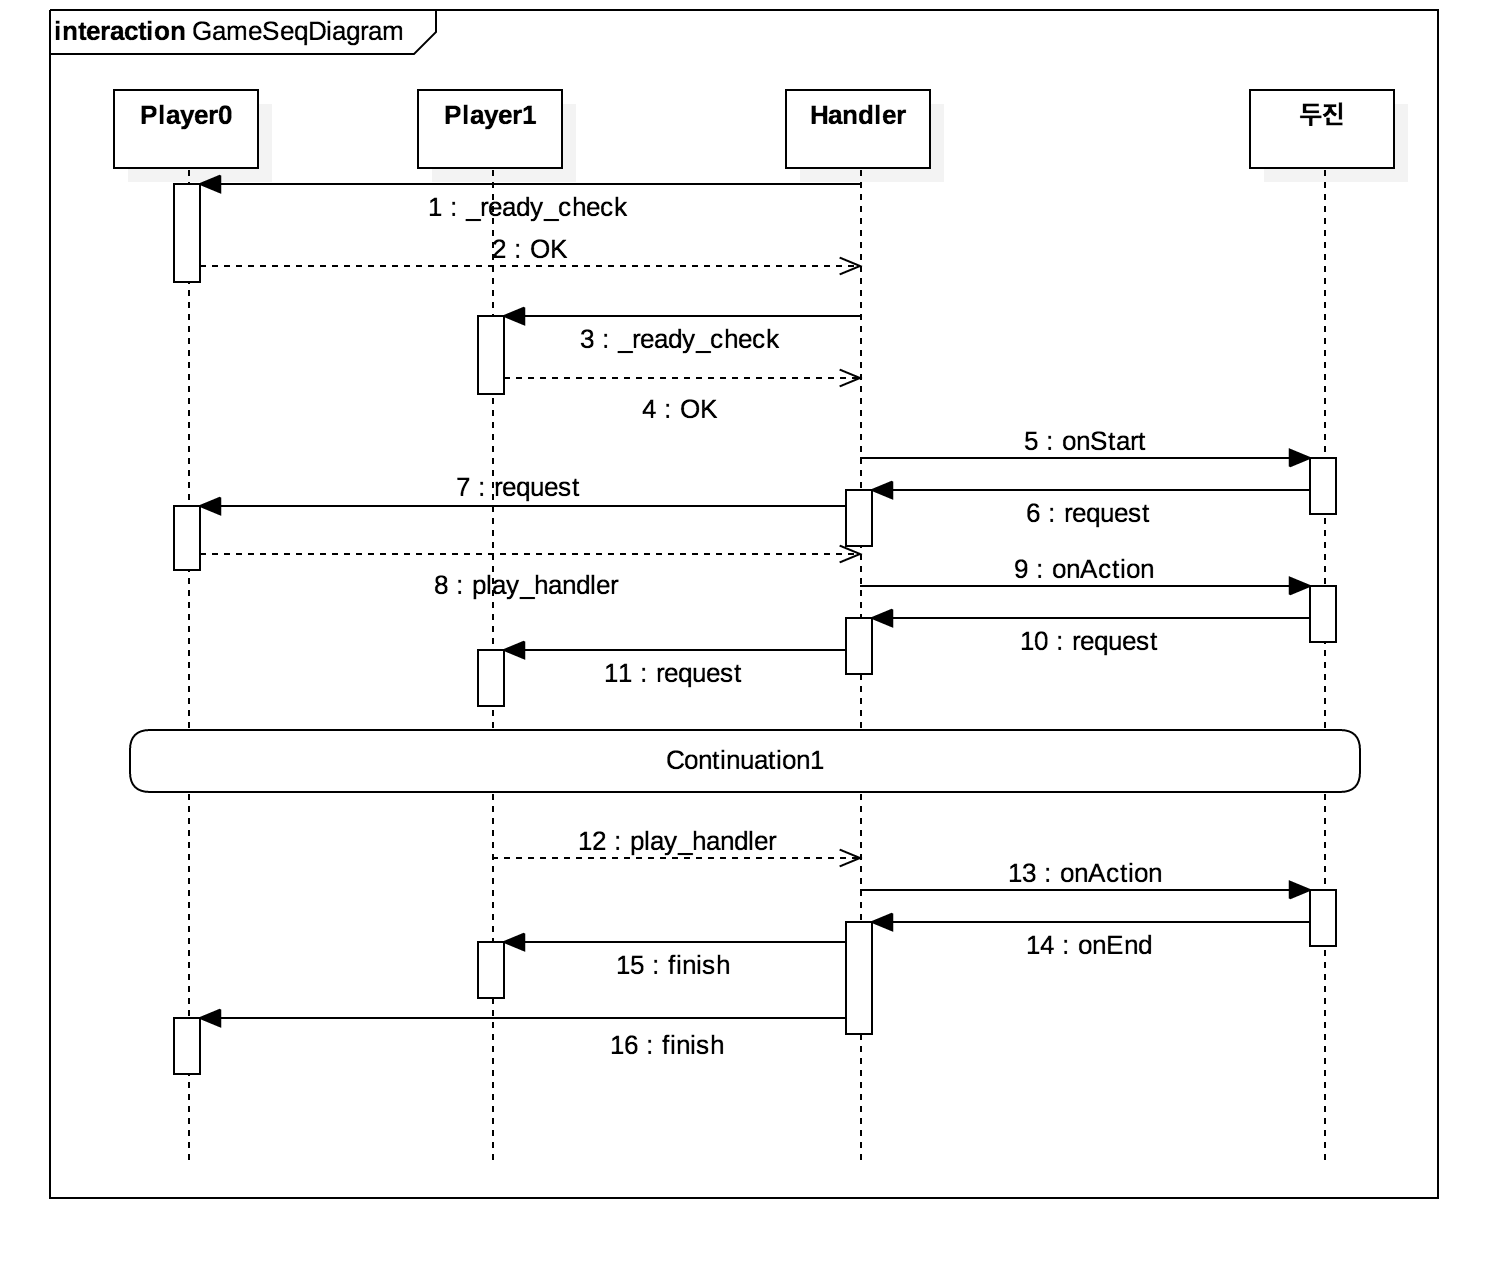 interaction GameSeqDiagram
Player0
Player1
Handler
두진
1 : _ready_check
2 : OK
3 : _ready_check
4 : OK
5 : onStart
6 : request
7 : request
8 : play_handler
9 : onAction
10 : request
11 : request
Continuation1
12 : play_handler
13 : onAction
14 : onEnd
15 : finish
16 : finish